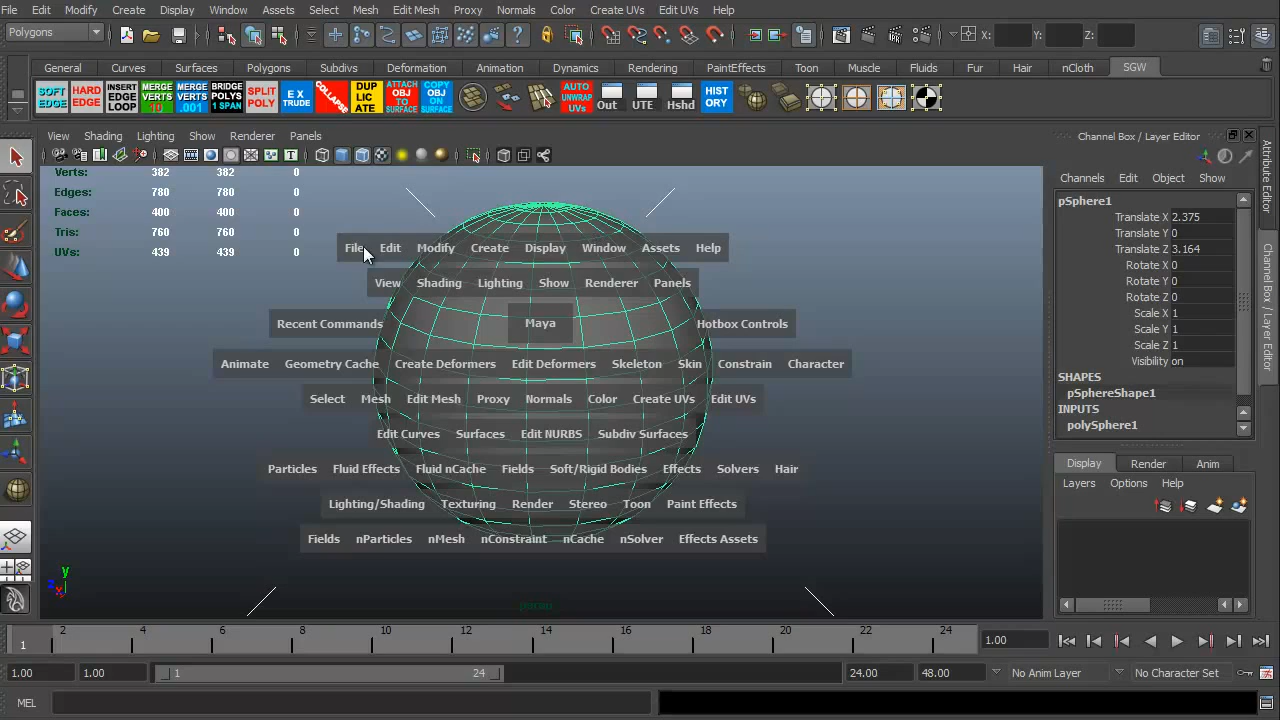 File Edit Modify Create Display Window Assets Select Mesh Edit Mesh Proxy Normals Color Create UVs Edit UVs Help
Polygons X: Y: Z:
General Curves Surfaces Polygons Subdivs Deformation Animation Dynamics Rendering PaintEffects Toon Muscle Fluids Fur Hair nCloth SGW
SOFT EDGE
HARD EDGE
INSERT EDGE LOOP
MERGE VERTS 10
MERGE VERTS .001
BRIDGE POLYS 1 SPAN
SPLIT POLY
EX TRUDE
COLLAPSE
DUP LIC ATE
ATTACH OBJ TO SURFACE
COPY OBJ ON SURFACE
AUTO UNWRAP UVs
Out UTE Hshd
HIST ORY
View Shading Lighting Show Renderer Panels
Channel Box / Layer Editor
Channels Edit Object Show
Verts: 382 382 0
Edges: 780 780 0
Faces: 400 400 0
Tris: 760 760 0
UVs: 439 439 0
File Edit Modify Create Display Window Assets Help
View Shading Lighting Show Renderer Panels
Recent Commands Maya Hotbox Controls
Animate Geometry Cache Create Deformers Edit Deformers Skeleton Skin Constrain Character
Select Mesh Edit Mesh Proxy Normals Color Create UVs Edit UVs
Edit Curves Surfaces Edit NURBS Subdiv Surfaces
Particles Fluid Effects Fluid nCache Fields Soft/Rigid Bodies Effects Solvers Hair
Lighting/Shading Texturing Render Stereo Toon Paint Effects
Fields nParticles nMesh nConstraint nCache nSolver Effects Assets
y
z x
persp
pSphere1
Translate X 2.375
Translate Y 0
Translate Z 3.164
Rotate X 0
Rotate Y 0
Rotate Z 0
Scale X 1
Scale Y 1
Scale Z 1
Visibility on
SHAPES
pSphereShape1
INPUTS
polySphere1
Display Render Anim
Layers Options Help
Attribute Editor
Channel Box / Layer Editor
1 2 4 6 8 10 12 14 16 18 20 22 24 1.00
1.00 1.00 1 24 24.00 48.00 No Anim Layer No Character Set
MEL